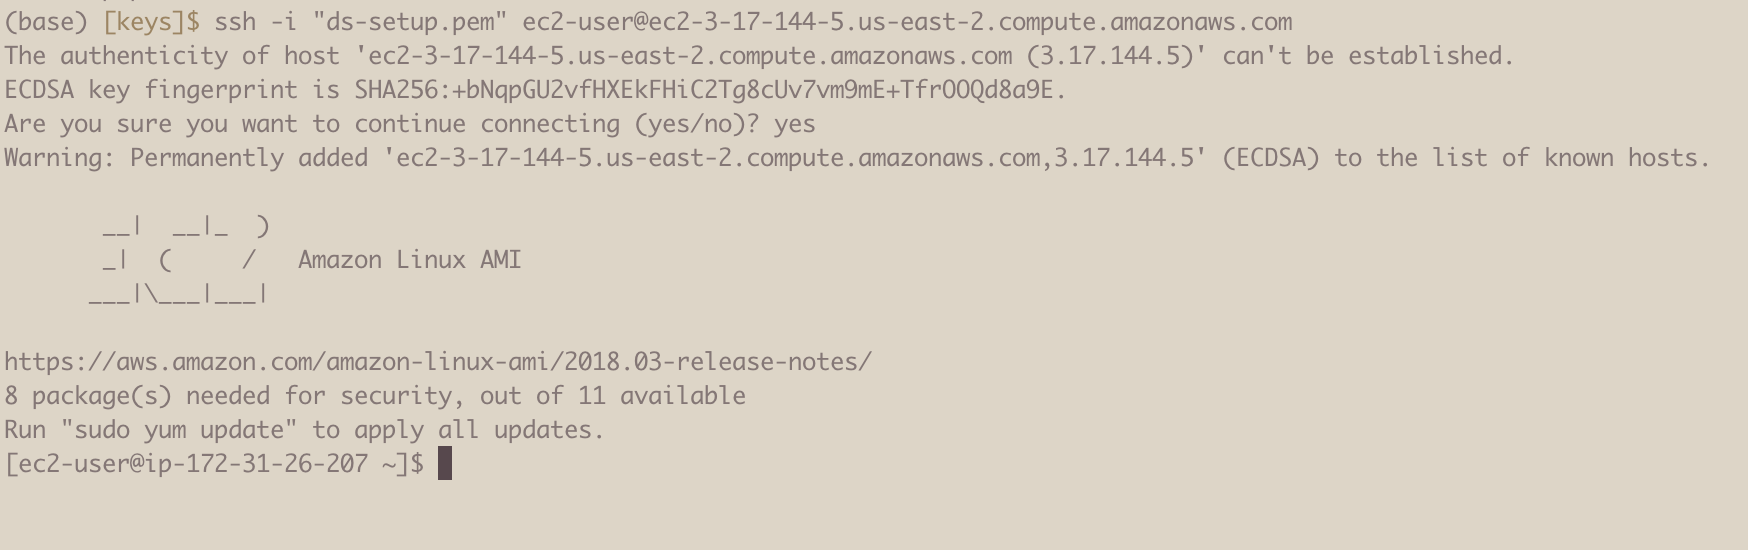 (base) [keys]$ ssh -i "ds-setup.pem" ec2-user@ec2-3-17-144-5.us-east-2.compute.amazonaws.com
The authenticity of host 'ec2-3-17-144-5.us-east-2.compute.amazonaws.com (3.17.144.5)' can't be established.
ECDSA key fingerprint is SHA256:+bNqpGU2vfHXEkFHiC2Tg8cUv7vm9mE+TfrOOQd8a9E.
Are you sure you want to continue connecting (yes/no)? yes
Warning: Permanently added 'ec2-3-17-144-5.us-east-2.compute.amazonaws.com,3.17.144.5' (ECDSA) to the list of known hosts.
       __|  __|_  )
       _|  (     /   Amazon Linux AMI
      ___|\___|___|
https://aws.amazon.com/amazon-linux-ami/2018.03-release-notes/
8 package(s) needed for security, out of 11 available
Run "sudo yum update" to apply all updates.
[ec2-user@ip-172-31-26-207 ~]$